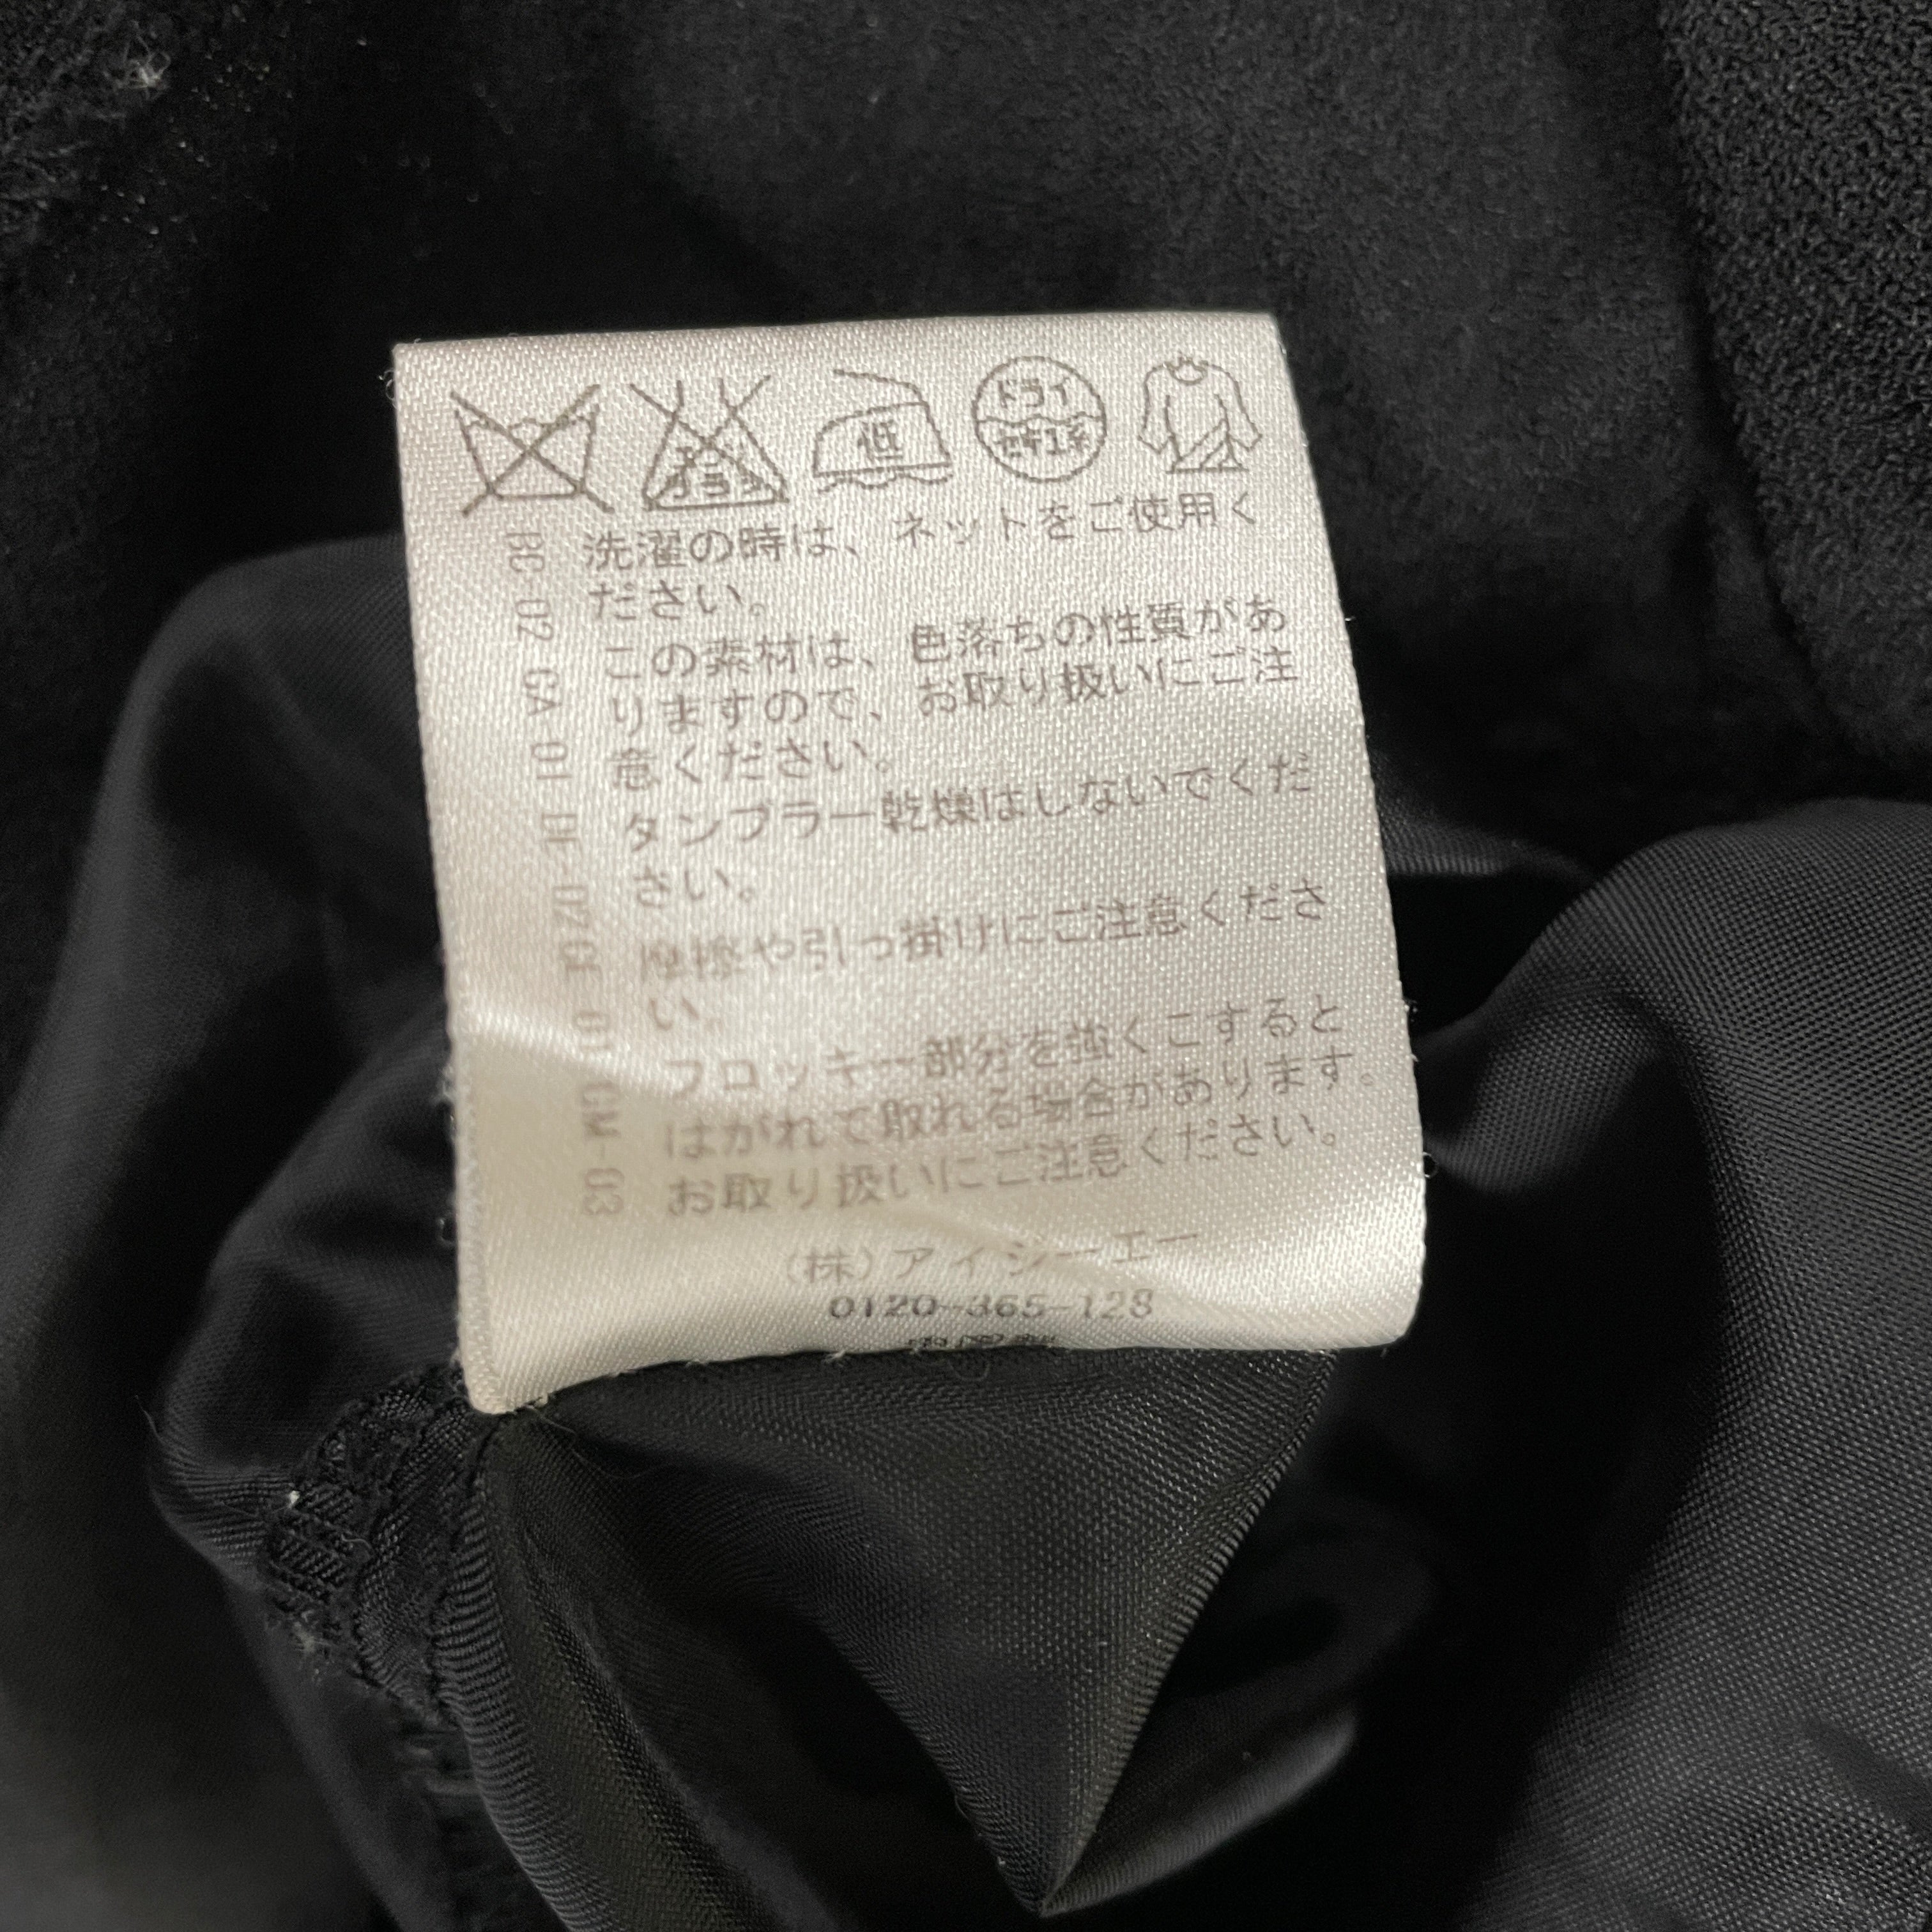 低
ドライ
洗濯の時は、ネットをご使用く
ださい。
この素材は、色落ちの性質があ
りますので、お取り扱いにご注
意ください。
タンブラー乾燥はしないでくだ
さい。
摩擦や引っ掛けにご注意くださ
い。
フロッキー部分を強くこすると
はがれて取れる場合があります。
お取り扱いにご注意ください。
(株)アイシーエー
0120-365-128